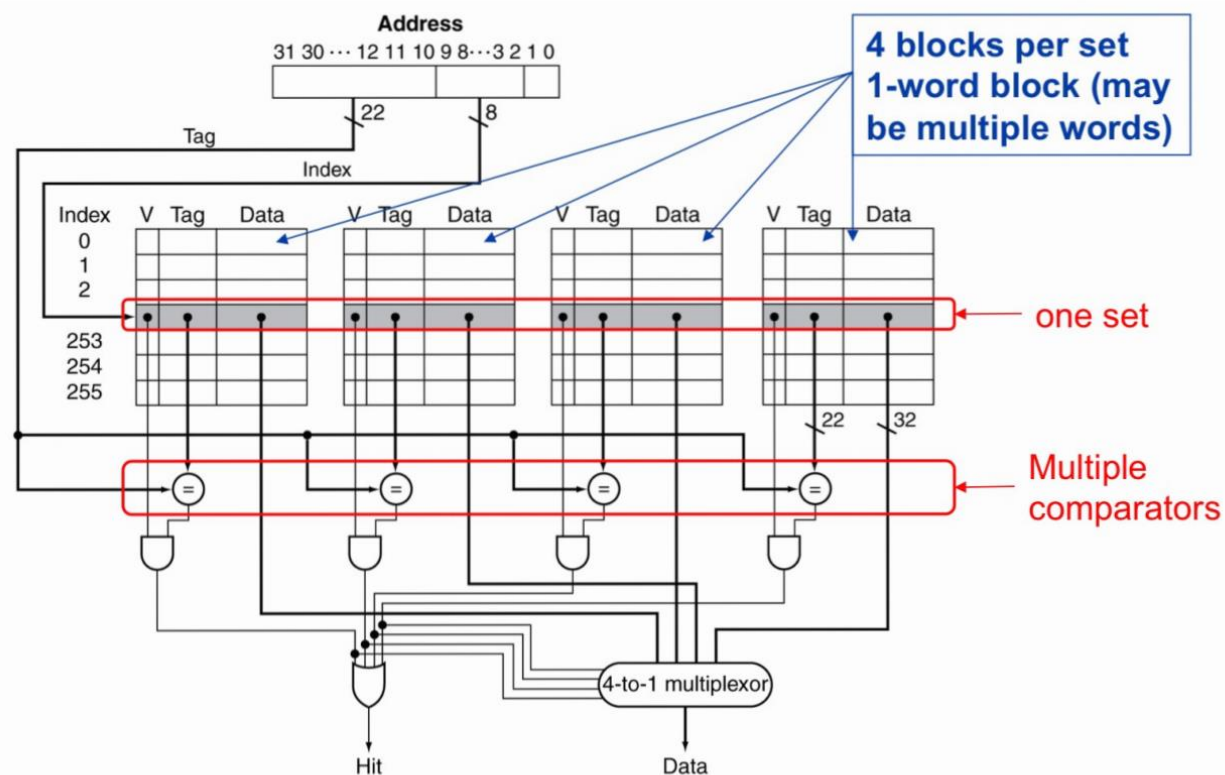 Address
31 30 ··· 12 11 10 9 8···3 2 1 0
4 blocks per set
1-word block (may
be multiple words)
22
8
Tag
Index
Index
V Tag Data
V Tag Data
V Tag Data
V Tag Data
0
1
2
one set
253
254
255
22
32
= = = =
Multiple
comparators
4-to-1 multiplexor
Hit
Data